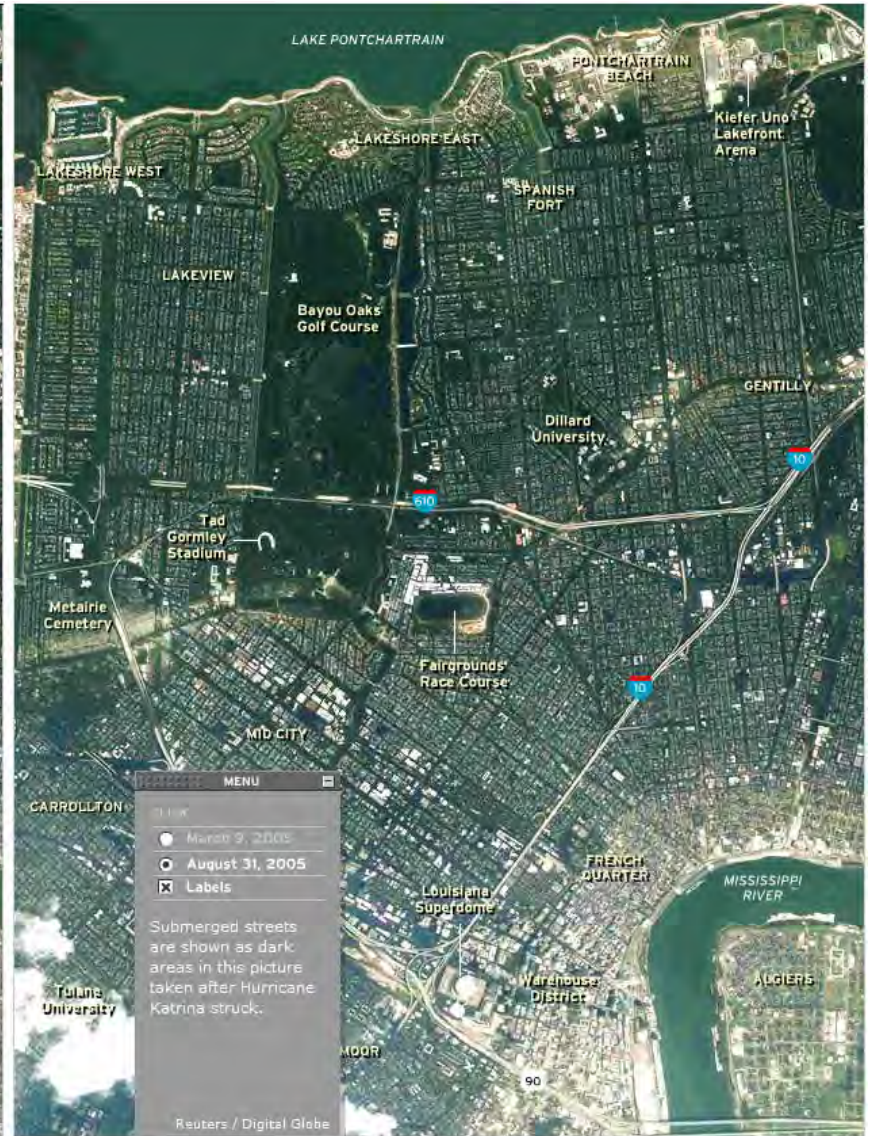 LAKE PONTCHARTRAIN
PONTCHARTRAIN
BEACH
Kiefer Uno
Lakefront
Arena
LAKESHORE EAST
LAKESHORE WEST
SPANISH
FORT
LAKEVIEW
Bayou Oaks
Golf Course
GENTILLY
Dillard
University
10
610
Tad
Gormley
Stadium
Metairie
Cemetery
Fairgrounds
Race Course
10
MID CITY
MENU
CARROLLTON
March 9, 2005
August 31, 2005
Labels
FRENCH
QUARTER
MISSISSIPPI
RIVER
Louisiana
Superdome
Submerged streets
are shown as dark
areas in this picture
taken after Hurricane
Katrina struck.
Tulane
University
Warehouse
District
ALGIERS
MOOR
90
Reuters / Digital Globe